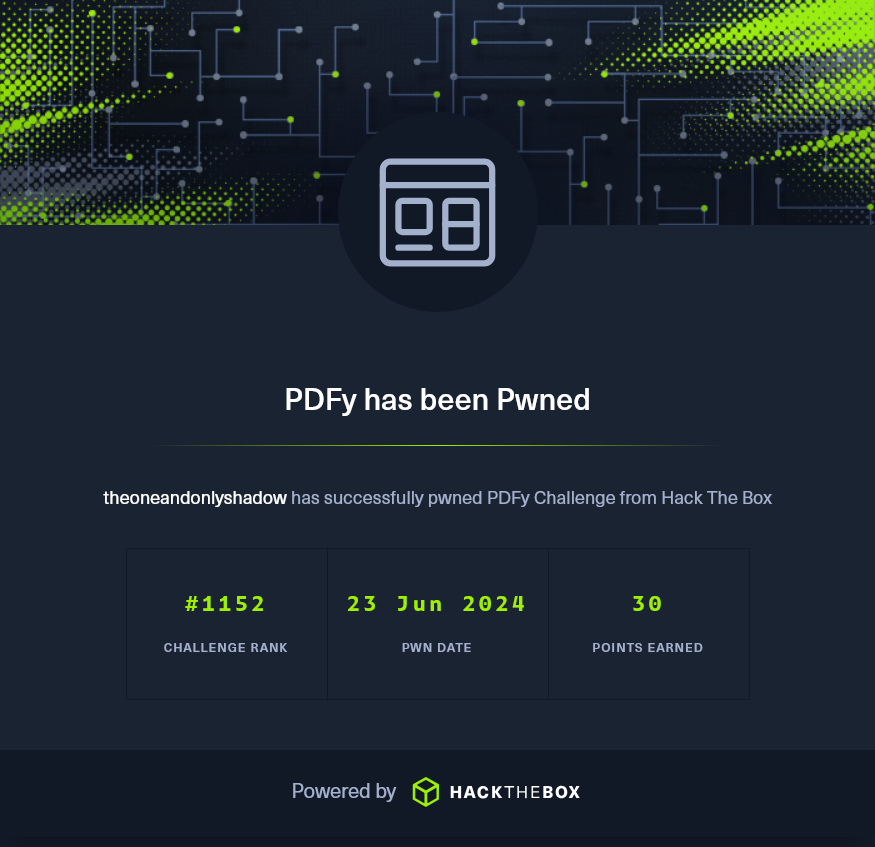 PDFy has been Pwned
theoneandonlyshadow has successfully pwned PDFy Challenge from Hack The Box
#1152 23 Jun 2024 30
CHALLENGE RANK PWN DATE POINTS EARNED
Powered by HACKTHEBOX